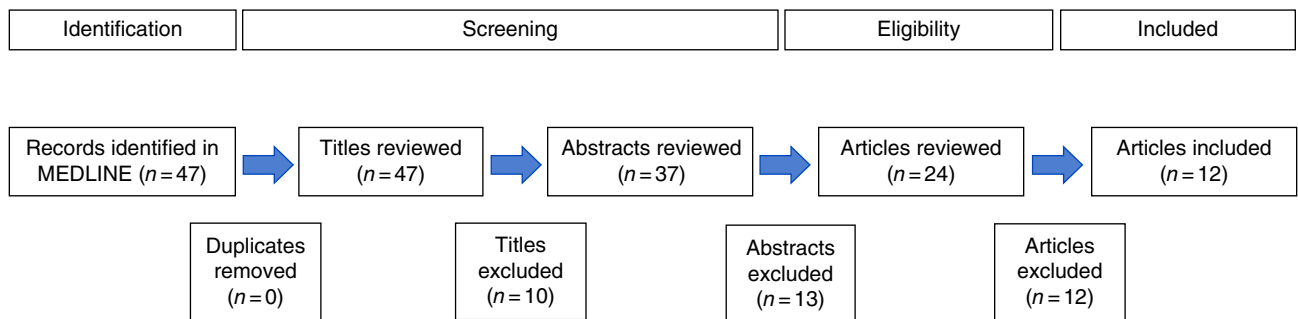 Identification
Screening
Eligibility
Included
Records identified in
MEDLINE (n=47)
Titles reviewed
(n=47)
Abstracts reviewed
(n=37)
Articles reviewed
(n=24)
Articles included
(n=12)
Duplicates
removed
(n=0)
Titles
excluded
(n=10)
Abstracts
excluded
(n=13)
Articles
excluded
(n=12)